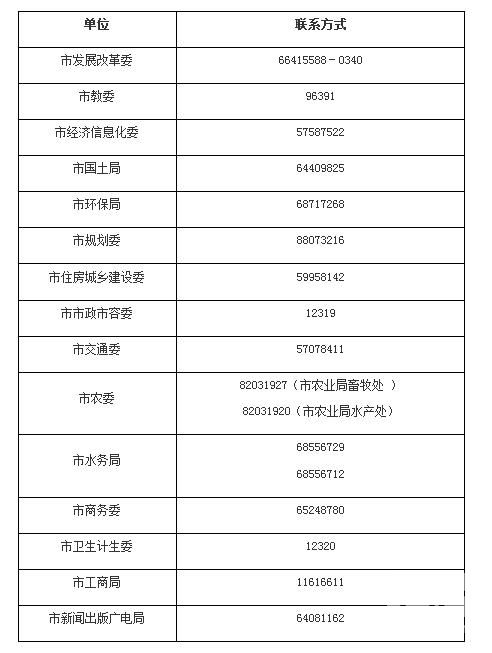 单位 联系方式
市发展改革委 66415588－0340
市教委 96391
市经济信息化委 57587522
市国土局 64409825
市环保局 68717268
市规划委 88073216
市住房城乡建设委 59958142
市市政市容委 12319
市交通委 57078411
市农委 82031927（市农业局畜牧处 ）
82031920（市农业局水产处）
市水务局 68556729
68556712
市商务委 65248780
市卫生计生委 12320
市工商局 11616611
市新闻出版广电局 64081162